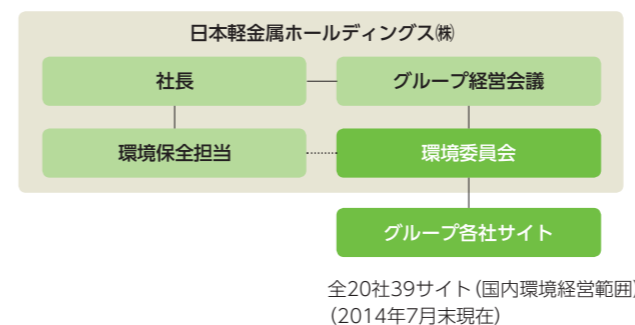 日本軽金属ホールディングス㈱
社長
グループ経営会議
環境保全担当
環境委員会
グループ各社サイト
全20社39サイト（国内環境経営範囲）
（2014年7月末現在）